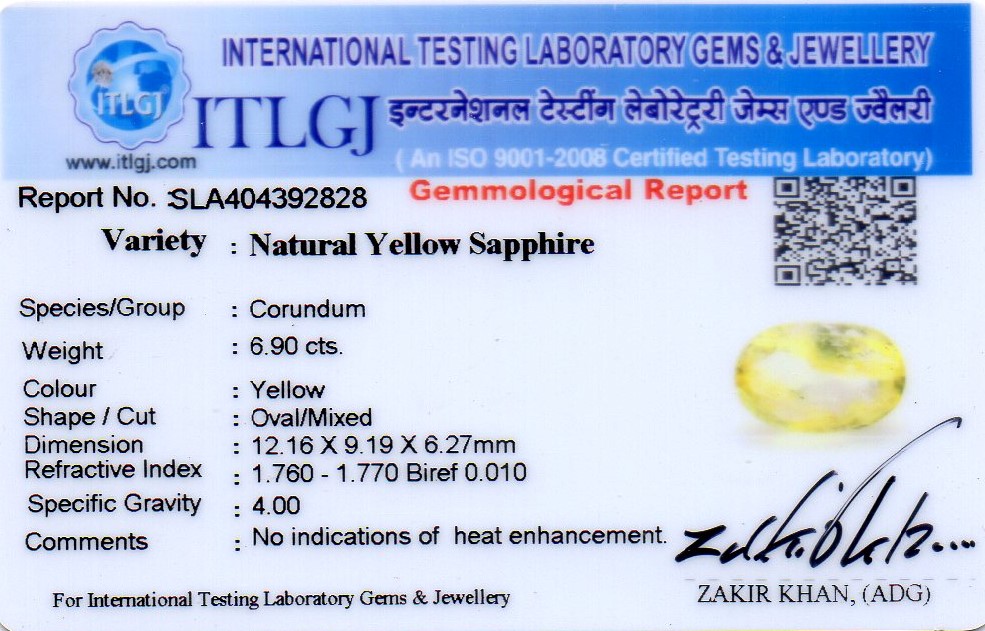 INTERNATIONAL TESTING LABORATORY GEMS & JEWELLERY
ITLGJ
ITLGJ इन्टरनेशनल टेस्टींग लेबोरेट्ररी जेम्स एण्ड ज्वैलरी
www.itlgj.com
( An ISO 9001-2008 Certified Testing Laboratory)
Report No. :SLA404392828
Gemmological Report
Variety : Natural Yellow Sapphire
Species/Group : Corundum
Weight : 6.90 cts.
Colour : Yellow
Shape / Cut : Oval/Mixed
Dimension : 12.16 X 9.19 X 6.27mm
Refractive Index : 1.760 - 1.770 Biref 0.010
Specific Gravity : 4.00
Comments : No indications of heat enhancement.
For International Testing Laboratory Gems & Jewellery
ZAKIR KHAN, (ADG)